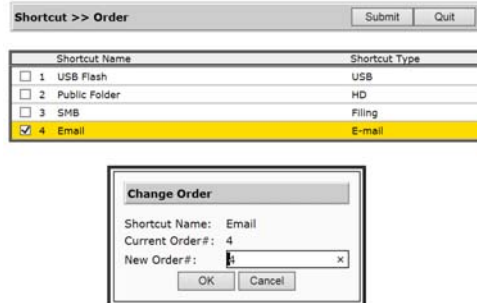 Shortcut >> Order Submit Quit
Shortcut Name Shortcut Type
1 USB Flash USB
2 Public Folder HD
3 SMB Filing
4 Email E-mail
Change Order
Shortcut Name: Email
Current Order#: 4
New Order#: 4 ×
OK Cancel